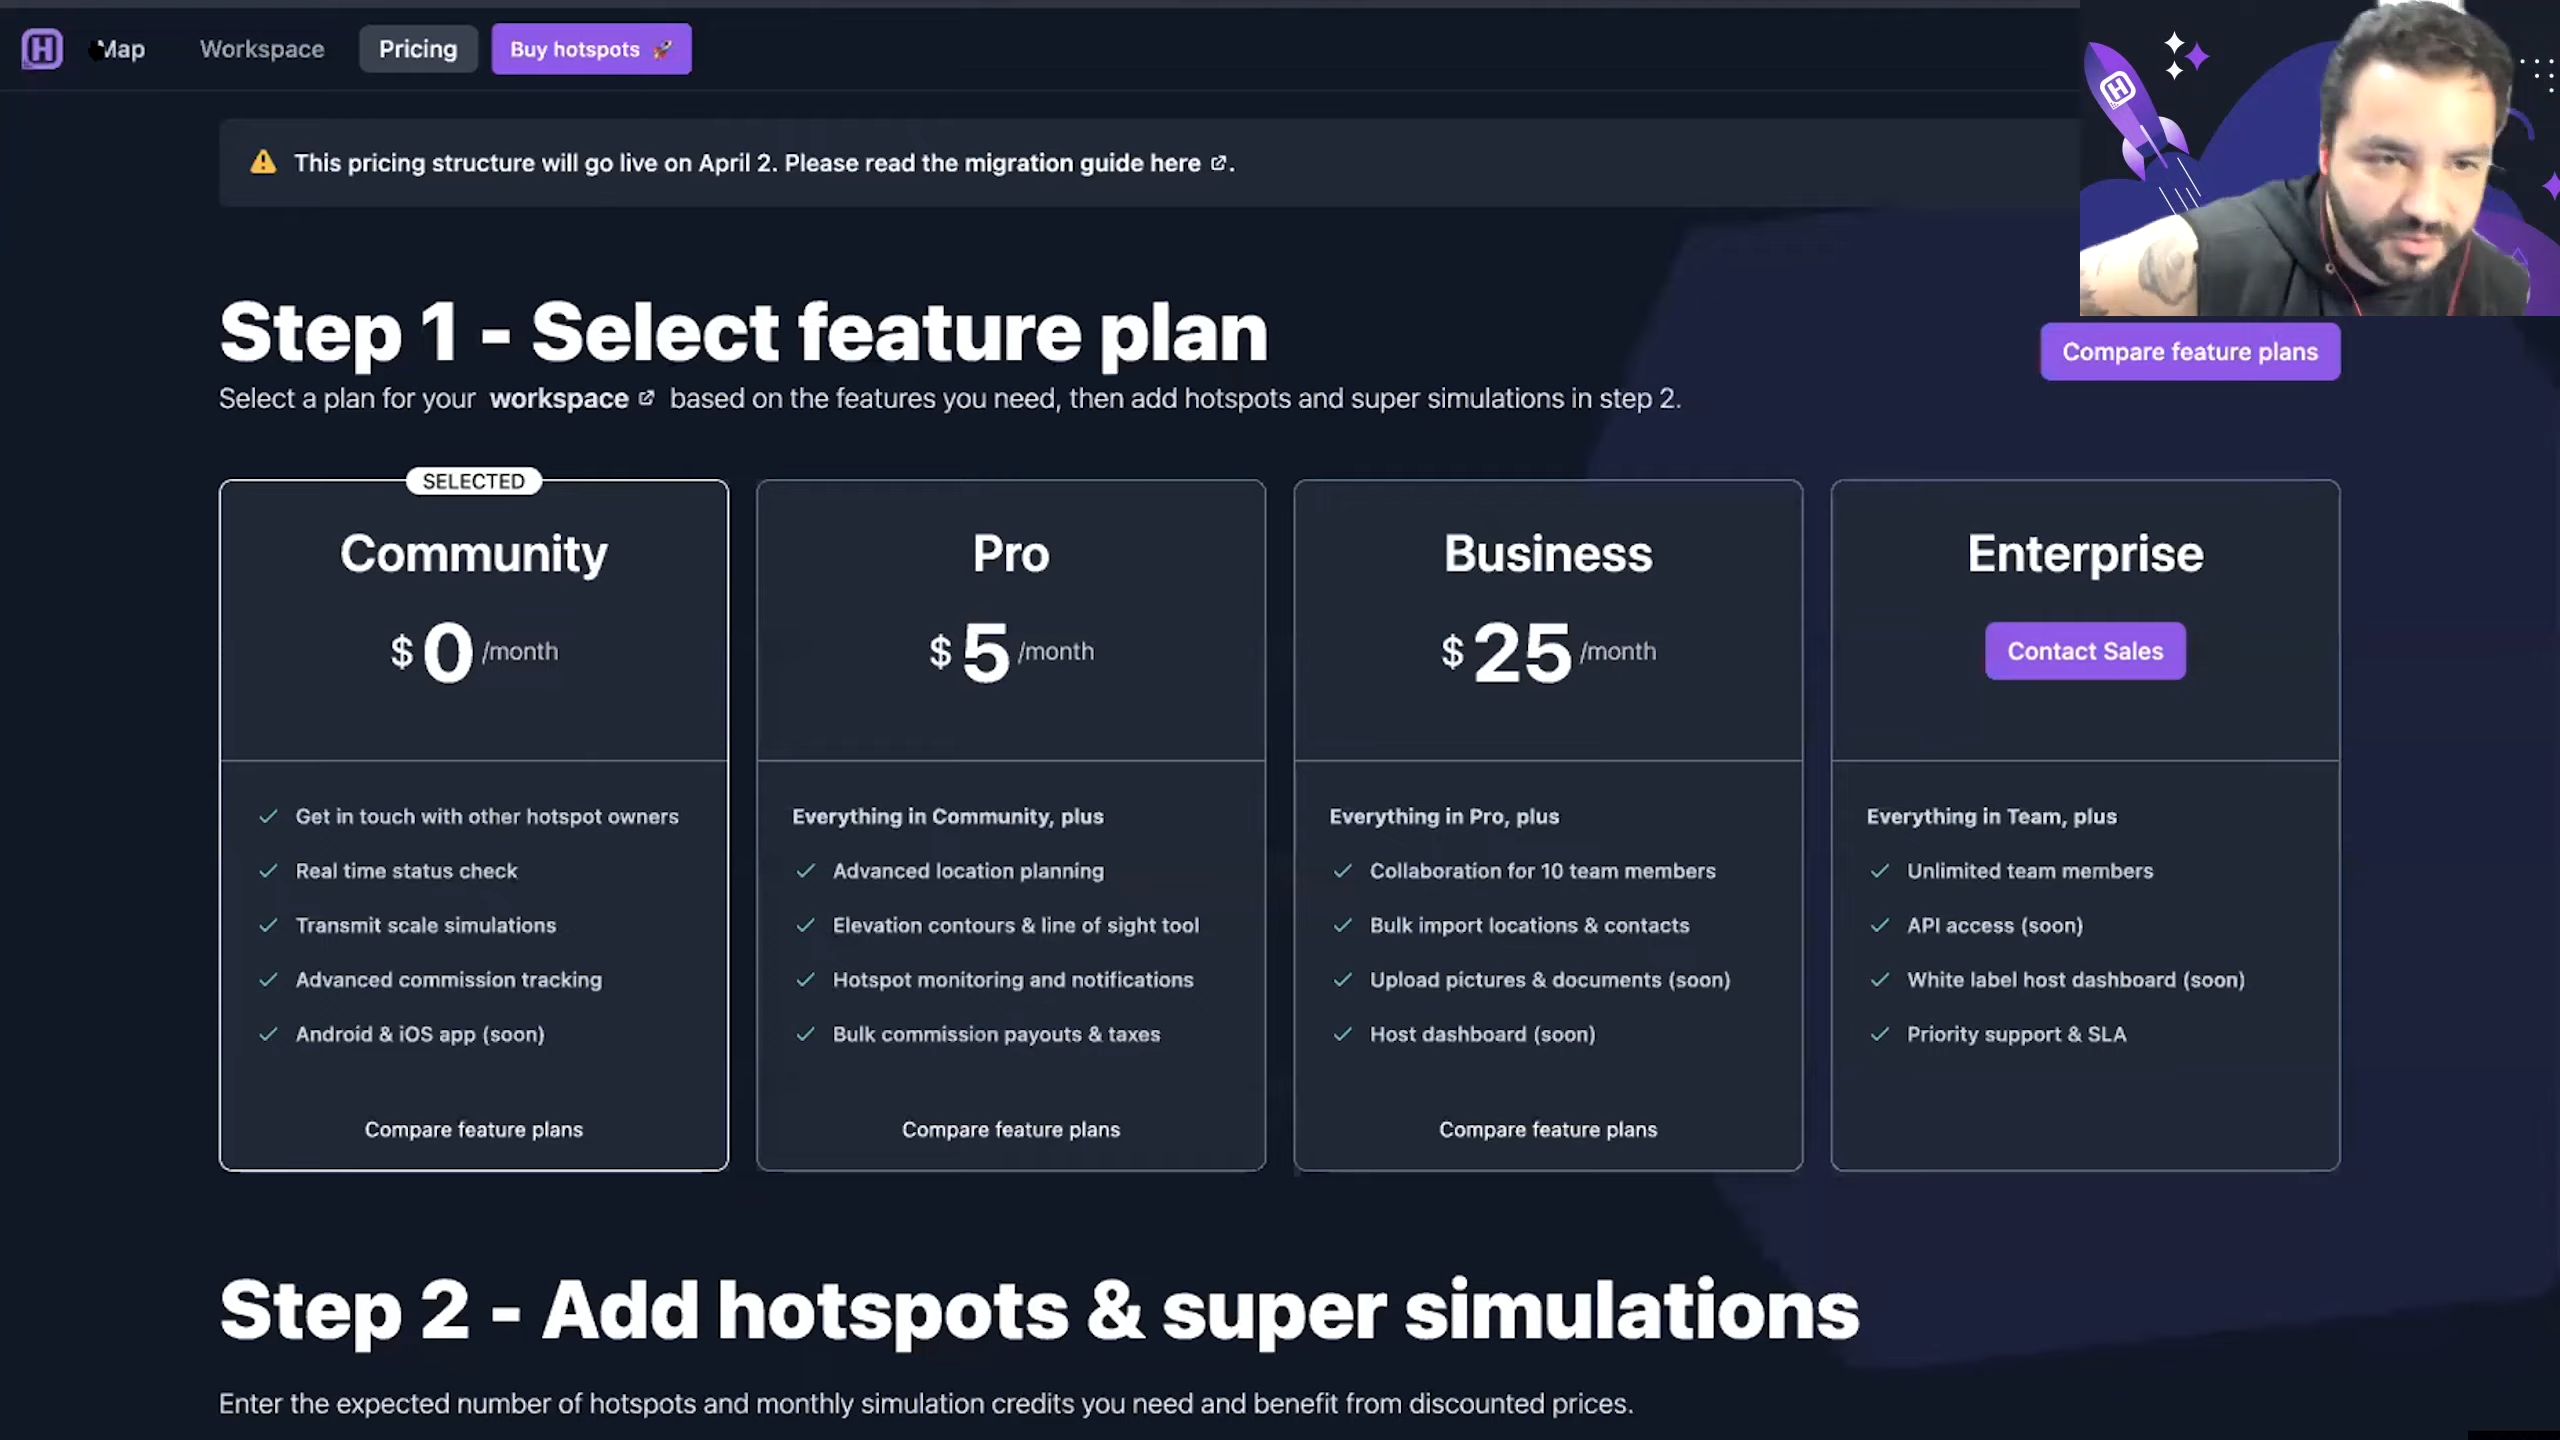 Map
Workspace
Pricing
Buy hotspots 🚀
This pricing structure will go live on April 2. Please read the migration guide here.
Step 1 - Select feature plan
Compare feature plans
Select a plan for your workspace based on the features you need, then add hotspots and super simulations in step 2.
SELECTED
Community
$ 0 /month
Get in touch with other hotspot owners
Real time status check
Transmit scale simulations
Advanced commission tracking
Android & iOS app (soon)
Compare feature plans
Pro
$ 5 /month
Everything in Community, plus
Advanced location planning
Elevation contours & line of sight tool
Hotspot monitoring and notifications
Bulk commission payouts & taxes
Compare feature plans
Business
$ 25 /month
Everything in Pro, plus
Collaboration for 10 team members
Bulk import locations & contacts
Upload pictures & documents (soon)
Host dashboard (soon)
Compare feature plans
Enterprise
Contact Sales
Everything in Team, plus
Unlimited team members
API access (soon)
White label host dashboard (soon)
Priority support & SLA
Step 2 - Add hotspots & super simulations
Enter the expected number of hotspots and monthly simulation credits you need and benefit from discounted prices.